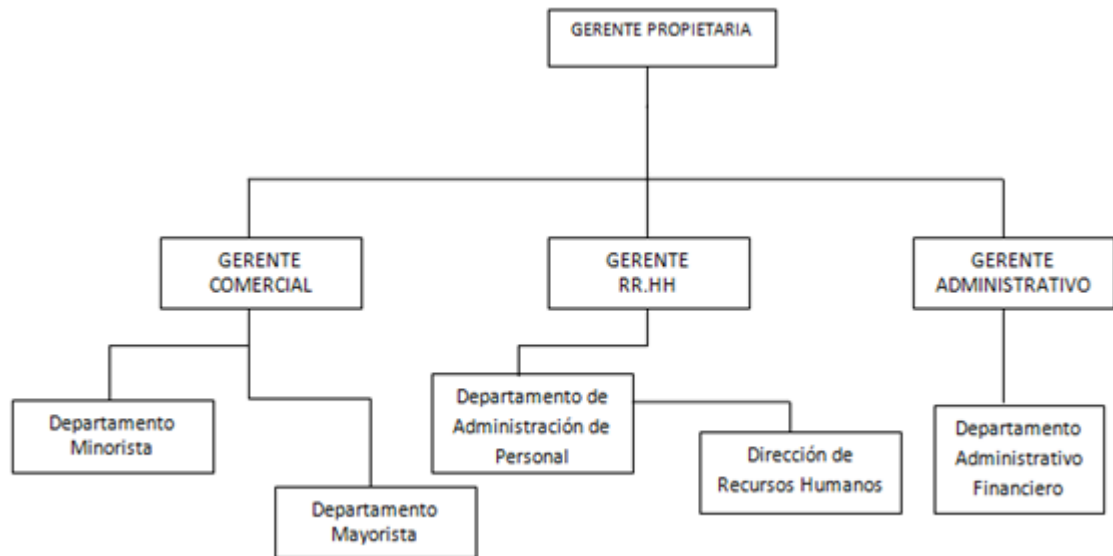 GERENTE PROPIETARIA
GERENTE
COMERCIAL
GERENTE
RR.HH
GERENTE
ADMINISTRATIVO
Departamento
Minorista
Departamento
Mayorista
Departamento de
Administración de
Personal
Dirección de
Recursos Humanos
Departamento
Administrativo
Financiero